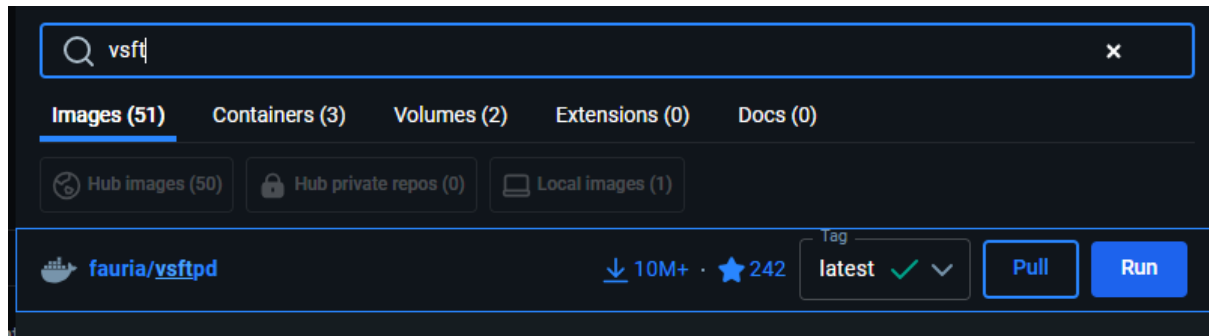 vsft
Images (51) Containers (3) Volumes (2) Extensions (0) Docs (0)
Hub images (50) Hub private repos (0) Local images (1)
Tag
fauria/vsftpd 10M+ · 242 latest Pull Run